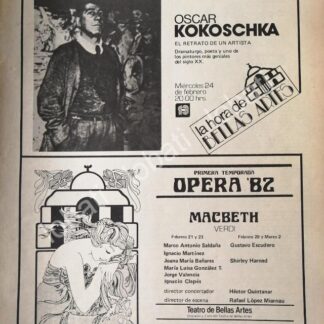 OSCAR
KOKOSCHKA
EL RETRATO DE UN ARTISTA
Dramaturgo, poeta y uno de
los pintores más geniales
del siglo XX.
Miércoles 24
de febrero
20:00 hrs.
la hora de
BELLAS ARTES
PRIMERA TEMPORADA
OPERA '82
MACBETH
VERDI
Febrero 21 y 23
Febrero 28 y Marzo 2
Marco Antonio Saldaña
Gustavo Escudero
Ignacio Martínez
Joana María Bañares
Shirley Harned
María Luisa González T.
Jorge Valencia
Ignacio Clapés
director concertador
Héctor Quintanar
director de escena
Rafael López Miarnau
Teatro de Bellas Artes